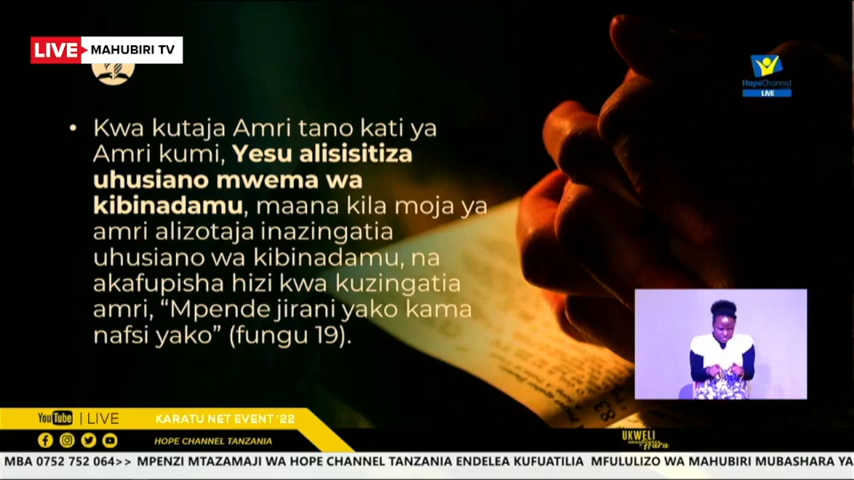 LIVE MAHUBIRI TV
HopeChannel
LIVE
• Kwa kutaja Amri tano kati ya
Amri kumi, Yesu alisisitiza
uhusiano mwema wa
kibinadamu, maana kila moja ya
amri alizotaja inazingatia
uhusiano wa kibinadamu, na
akafupisha hizi kwa kuzingatia
amri, “Mpende jirani yako kama
nafsi yako” (fungu 19).
YouTube | LIVE KARATU NET EVENT '22
HOPE CHANNEL TANZANIA
UKWELI
MBA 0752 752 064>> MPENZI MTAZAMAJI WA HOPE CHANNEL TANZANIA ENDELEA KUFUATILIA MFULULIZO WA MAHUBIRI MUBASHARA YA